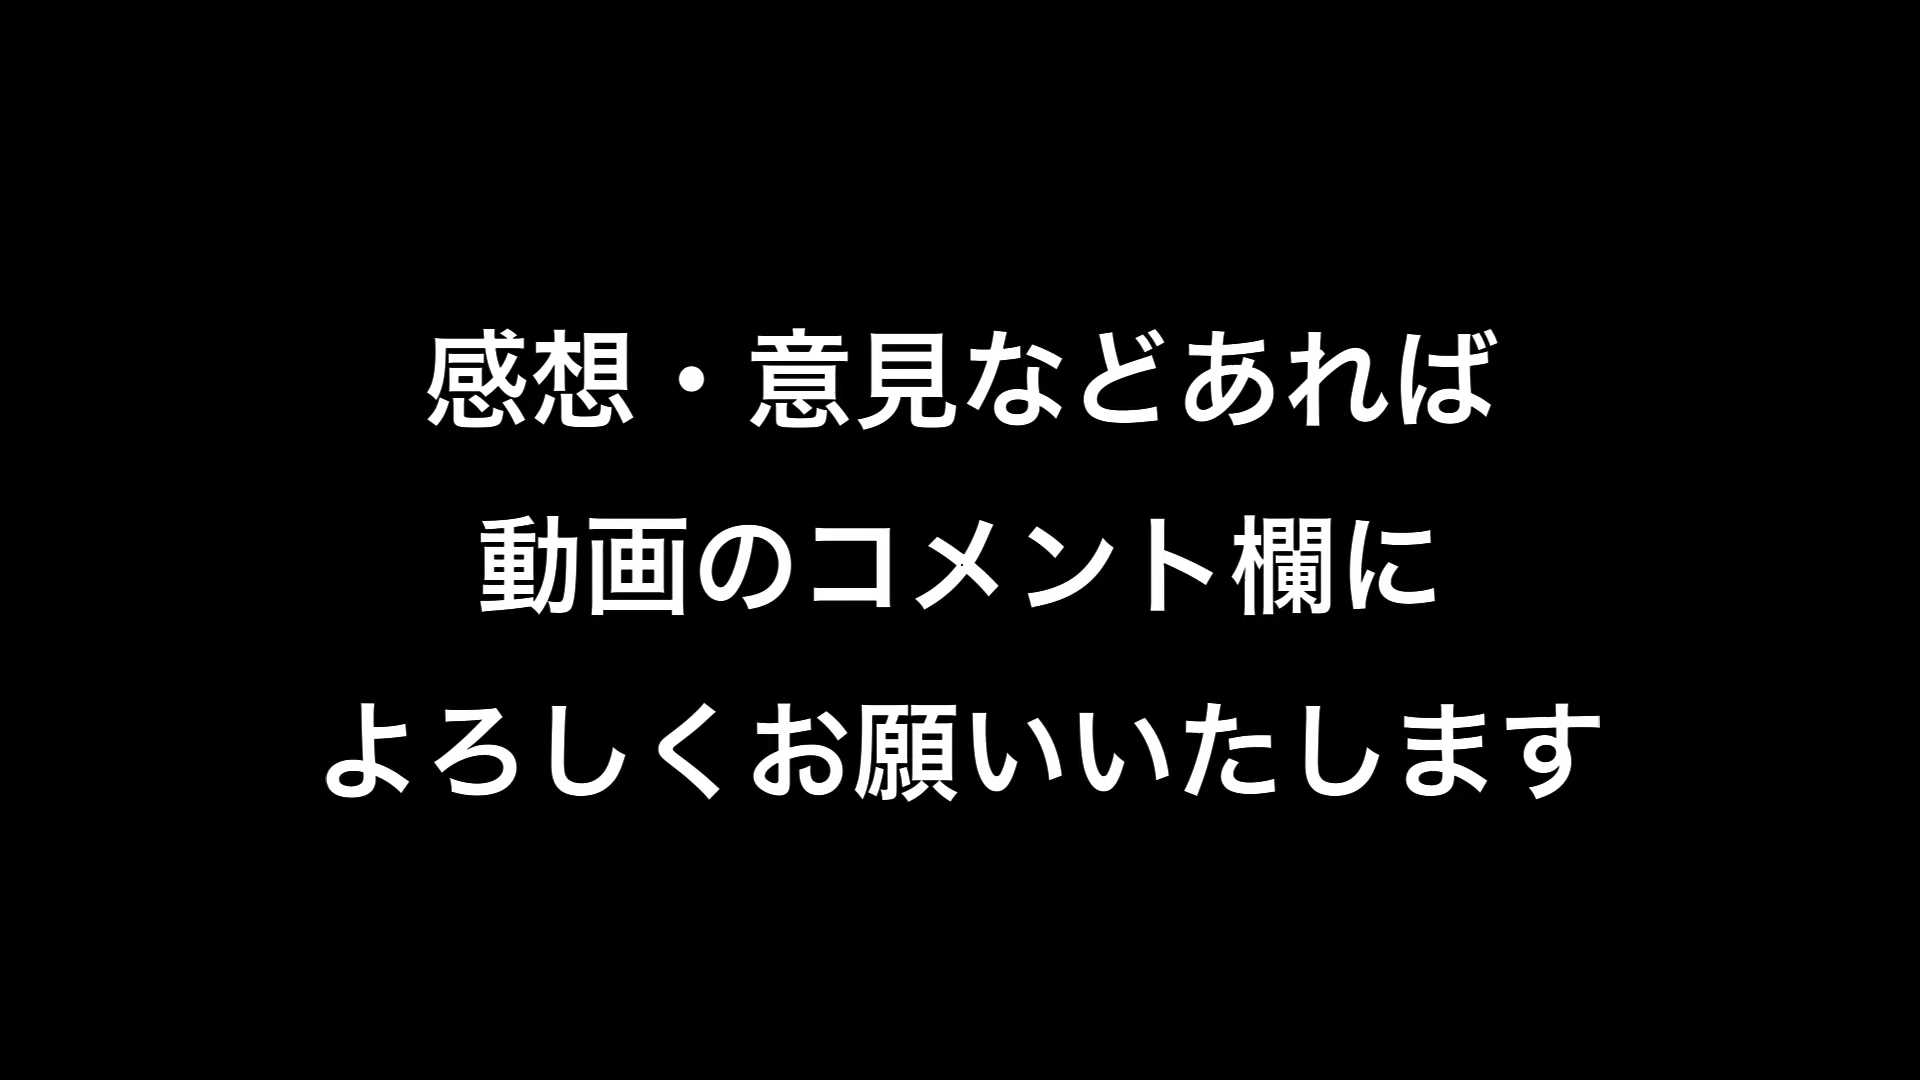 感想・意見などあれば
動画のコメント欄に
よろしくお願いいたします